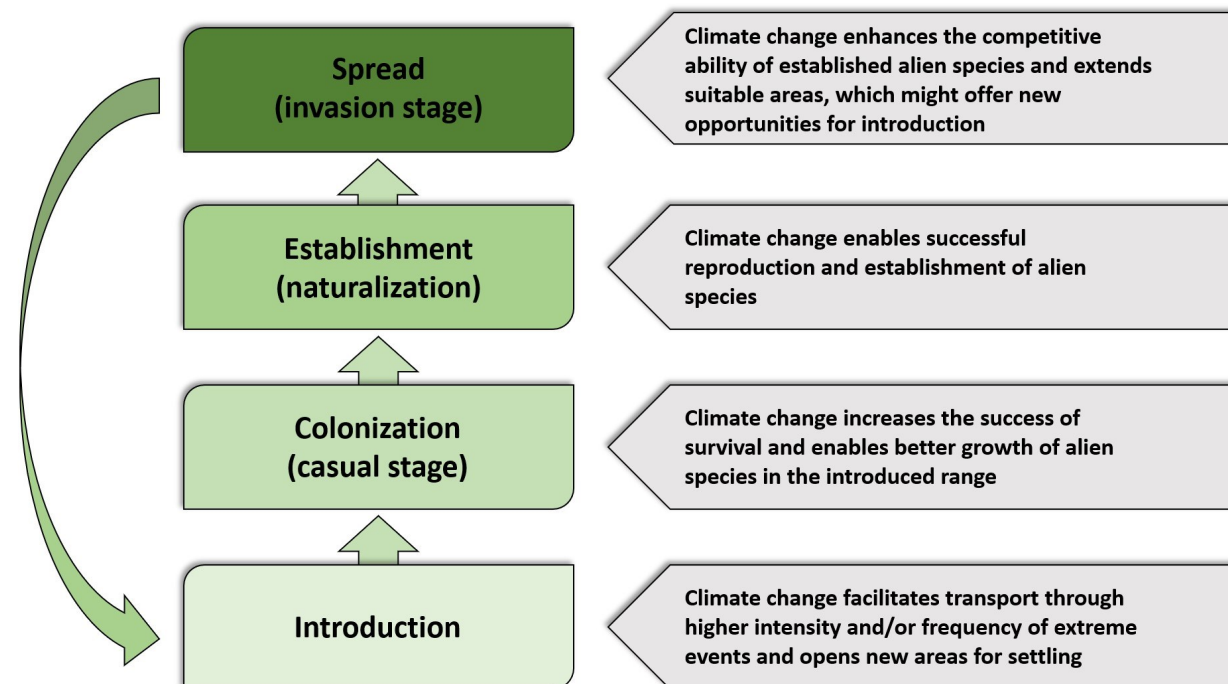 Spread
(invasion stage)
Climate change enhances the competitive
ability of established alien species and extends
suitable areas, which might offer new
opportunities for introduction
Establishment
(naturalization)
Climate change enables successful
reproduction and establishment of alien
species
Colonization
(casual stage)
Climate change increases the success of
survival and enables better growth of alien
species in the introduced range
Introduction
Climate change facilitates transport through
higher intensity and/or frequency of extreme
events and opens new areas for settling